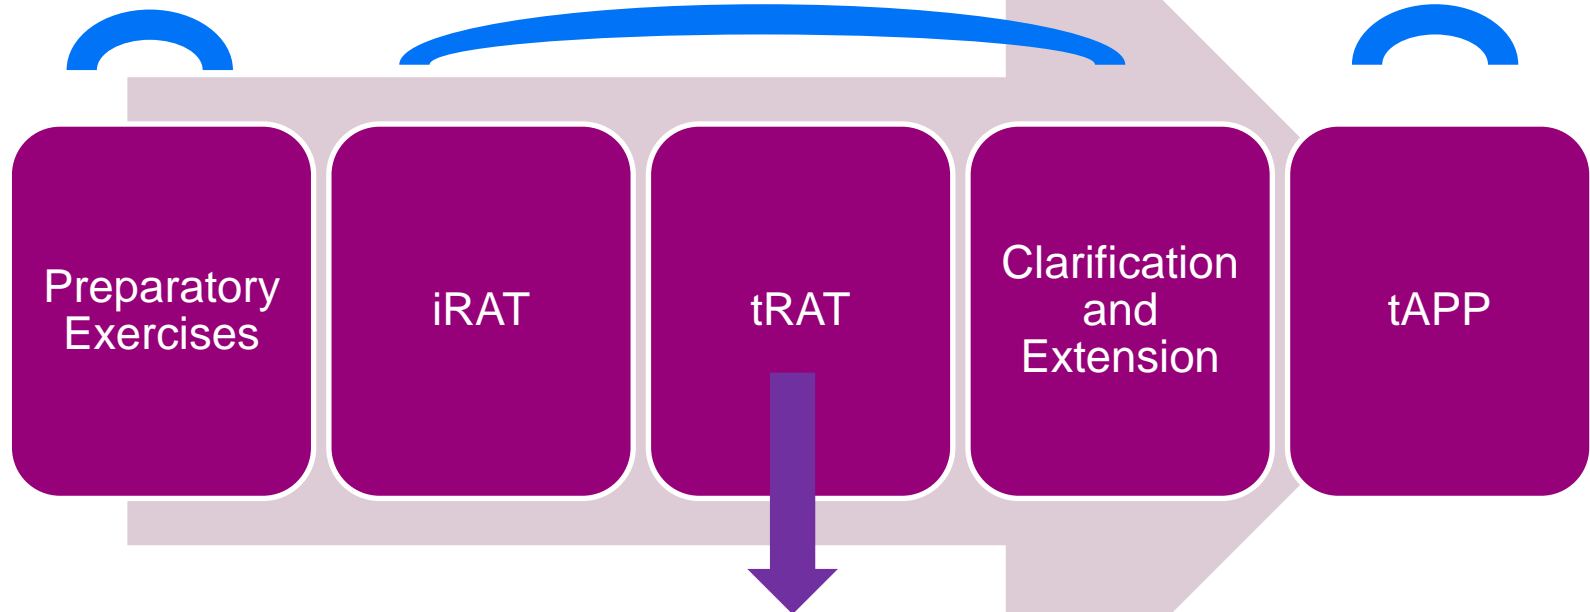 Preparatory
Exercises
iRAT
tRAT
Clarification
and
Extension
tAPP